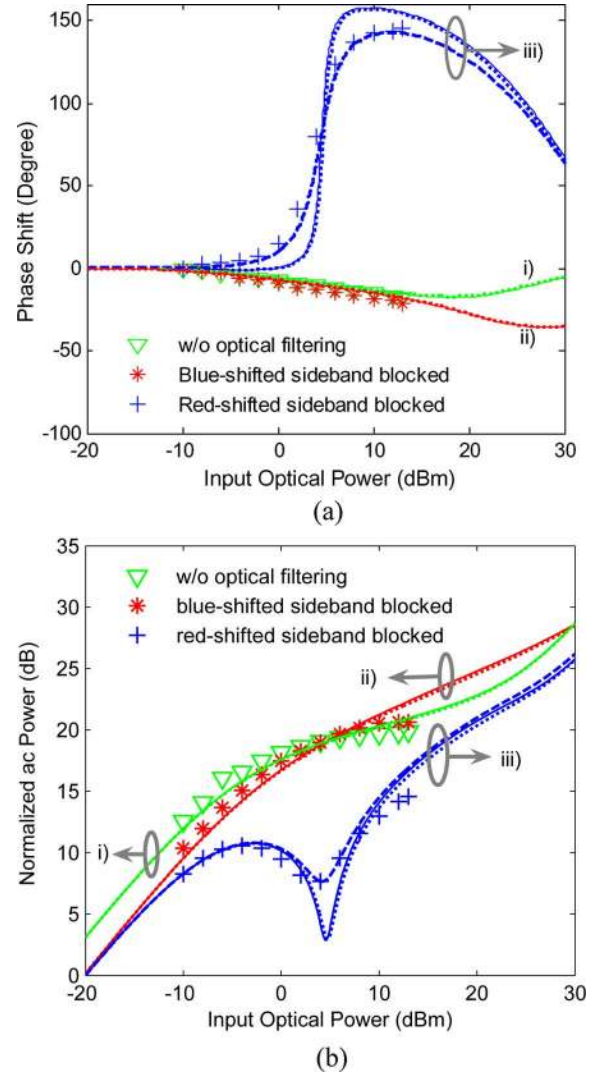 150
100
50
0
-50
-100
-20
-10
0
10
20
30
Phase Shift (Degree)
iii)
i)
ii)
w/o optical filtering
Blue-shifted sideband blocked
Red-shifted sideband blocked
Input Optical Power (dBm)
(a)
35
30
25
20
15
10
5
0
-20
-10
0
10
20
30
Normalized ac Power (dB)
w/o optical filtering
blue-shifted sideband blocked
red-shifted sideband blocked
ii)
iii)
i)
Input Optical Power (dBm)
(b)